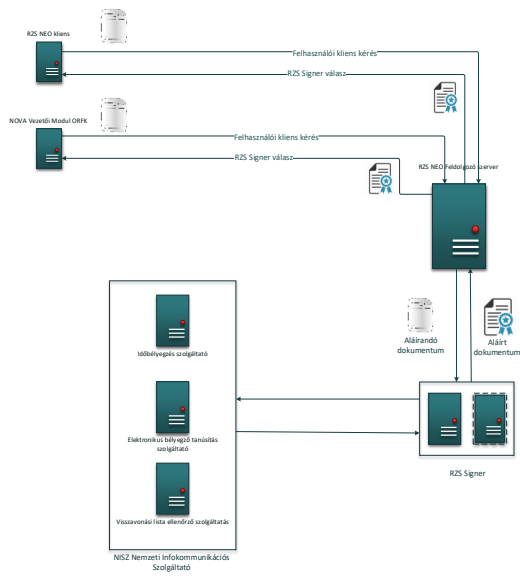 RZS NEO kliens
Felhasználói kliens kérés
RZS Signer válasz
NOVA Vezetői Modul ORFK
Felhasználói kliens kérés
RZS Signer válasz
RZS NEO Feldolgozó szerver
Aláírandó
dokumentum
Aláírt
dokumentum
Időbélyegzés szolgáltató
Elektronikus bélyegző tanúsítás
szolgáltató
RZS Signer
Visszavonási lista ellenőrző szolgáltatás
NISZ Nemzeti Infokommunikációs
Szolgáltató